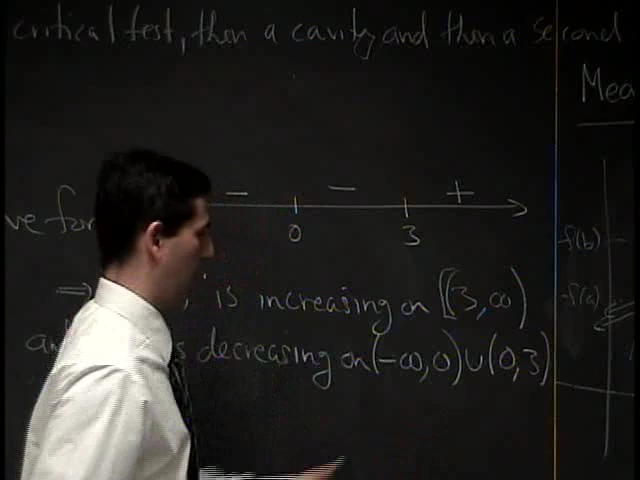 critical test, then a cavity and then a second
Mea
ve for
− − +
0 3
⇒ is increasing on [3, ∞)
decreasing on (-∞, 0) ∪ (0, 3)
f(b)
f(a)